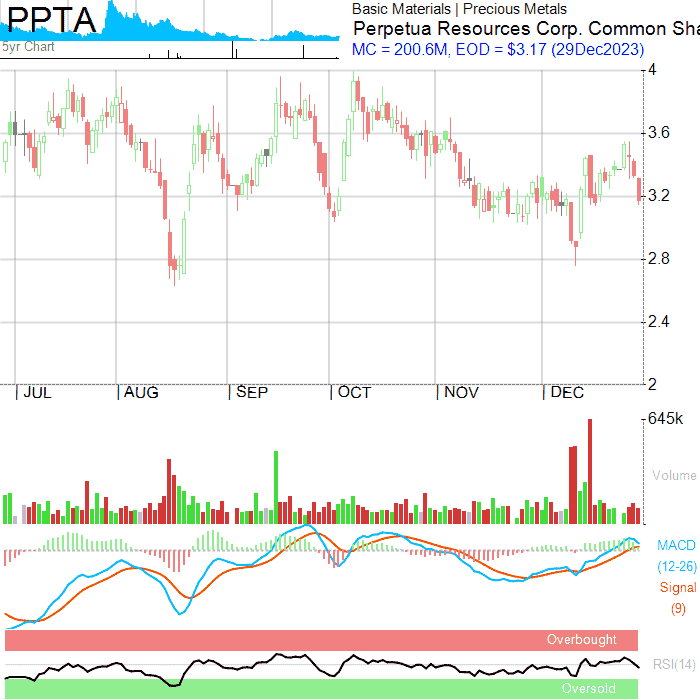 PPTA
5yr Chart
Basic Materials | Precious Metals
Perpetua Resources Corp. Common Sha
MC = 200.6M, EOD = $3.17 (29Dec2023)
4
3.6
3.2
2.8
2.4
2
JUL AUG SEP OCT NOV DEC
645k
Volume
MACD
(12-26)
Signal
(9)
Overbought
RSI(14)
Oversold